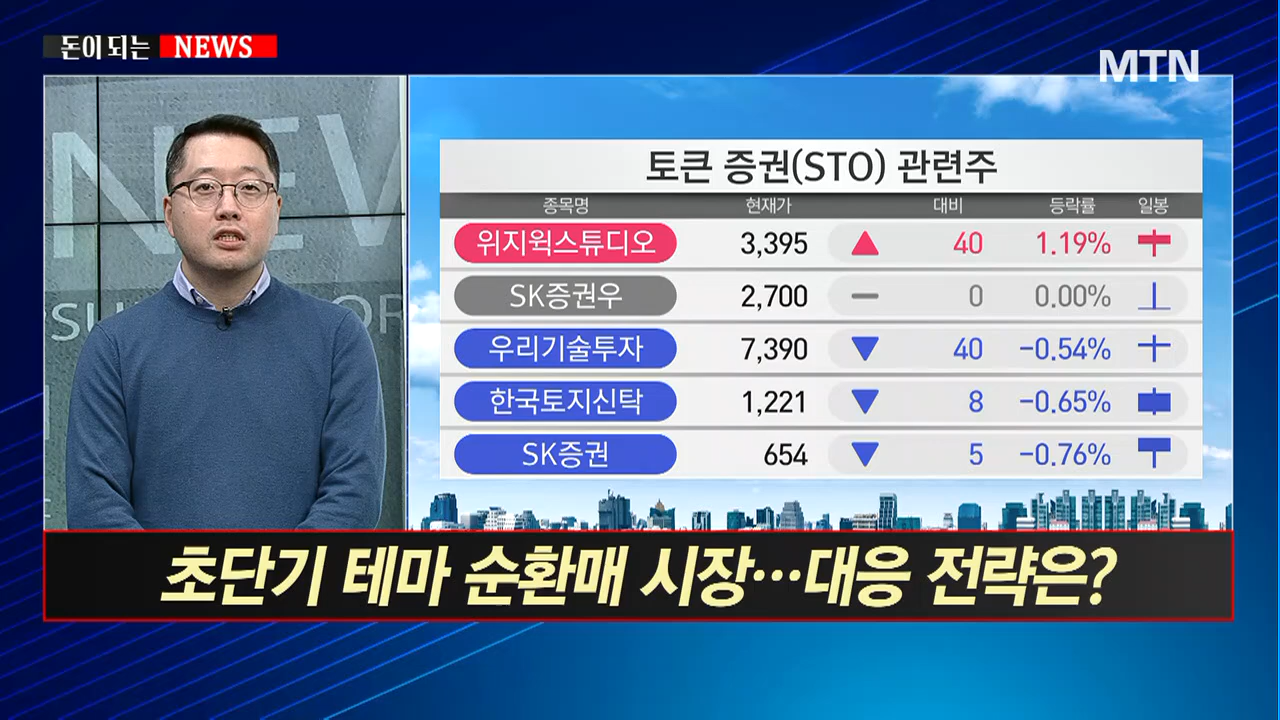 돈이 되는 NEWS
MTN
NEW
SU
OR
토큰 증권(STO) 관련주
종목명 현재가 대비 등락률 일봉
위지윅스튜디오 3,395 ▲ 40 1.19%
SK증권우 2,700 - 0 0.00%
우리기술투자 7,390 ▼ 40 -0.54%
한국토지신탁 1,221 ▼ 8 -0.65%
SK증권 654 ▼ 5 -0.76%
초단기 테마 순환매 시장…대응 전략은?